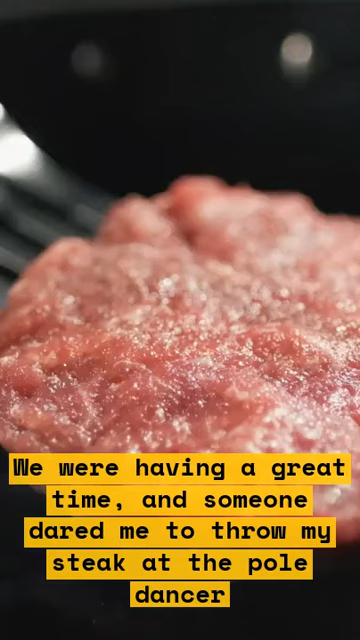 We were having a great
time, and someone
dared me to throw my
steak at the pole
dancer